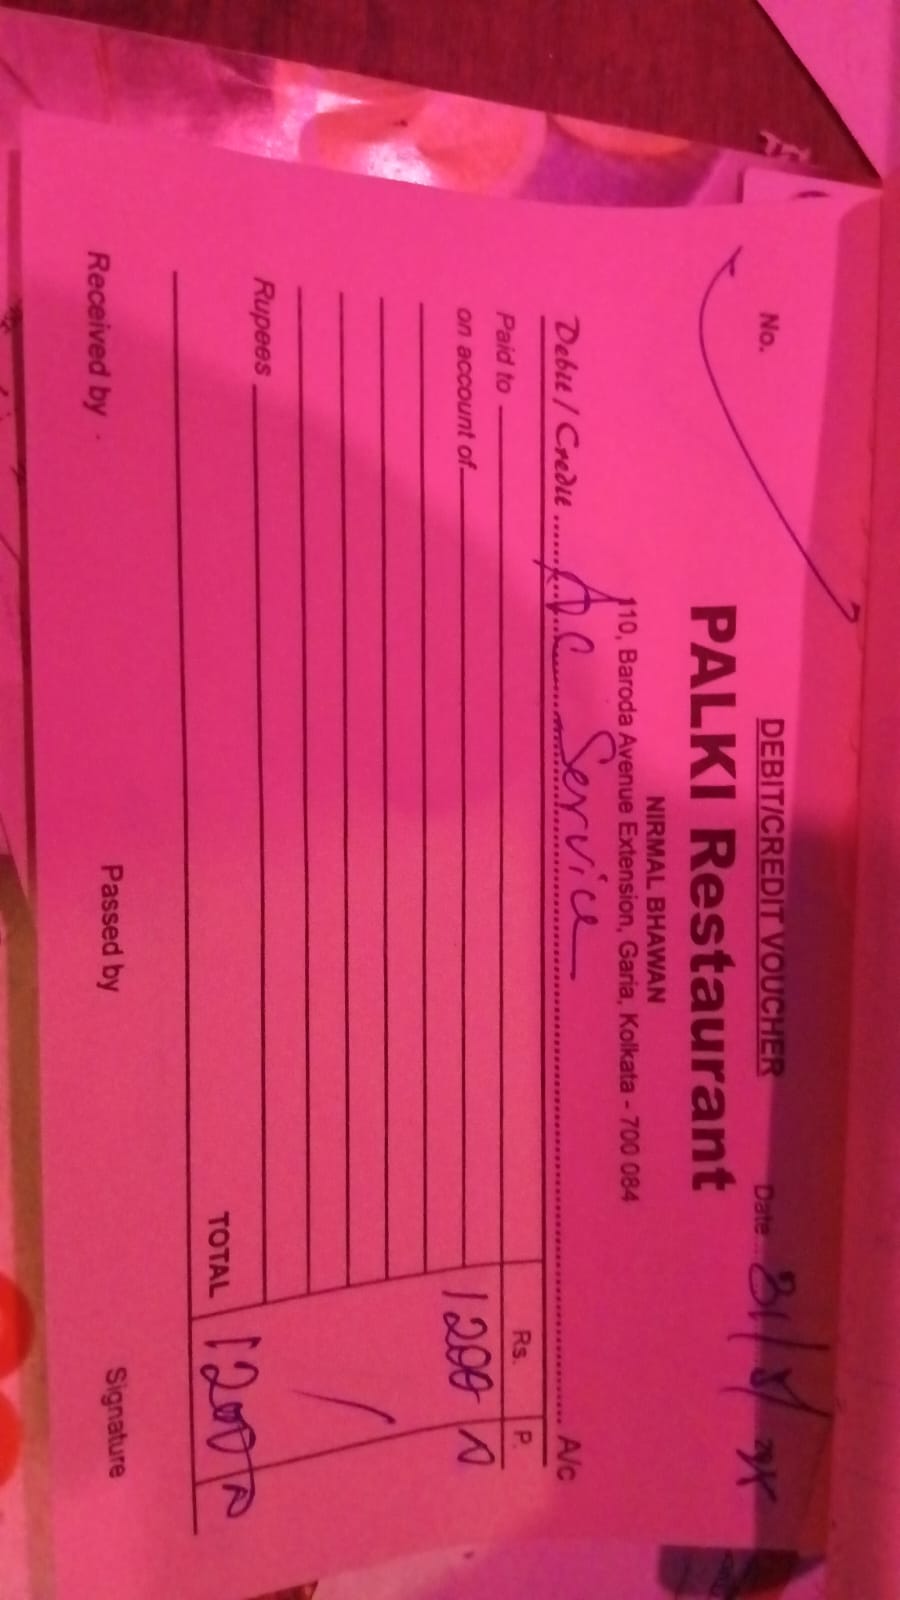 DEBIT/CREDIT VOUCHER
No. Date 31/8/
PALKI Restaurant
NIRMAL BHAWAN
110, Baroda Avenue Extension, Garia, Kolkata - 700 084
Debit / Credit AC Service A/c
Rs. P.
Paid to
on account of 1200
Rupees
TOTAL 1200
Received by Passed by Signature